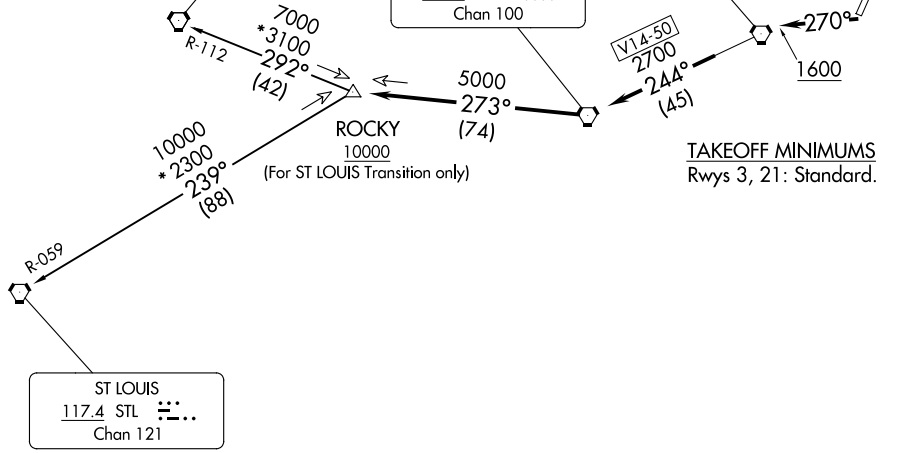 7000
*3100
292°
(42)
R-112
Chan 100
V14-50
2700
244°
(45)
270°
1600
5000
273°
(74)
ROCKY
10000
(For ST LOUIS Transition only)
TAKEOFF MINIMUMS
Rwys 3, 21: Standard.
10000
*2300
239°
(88)
R-059
ST LOUIS
117.4 STL
Chan 121